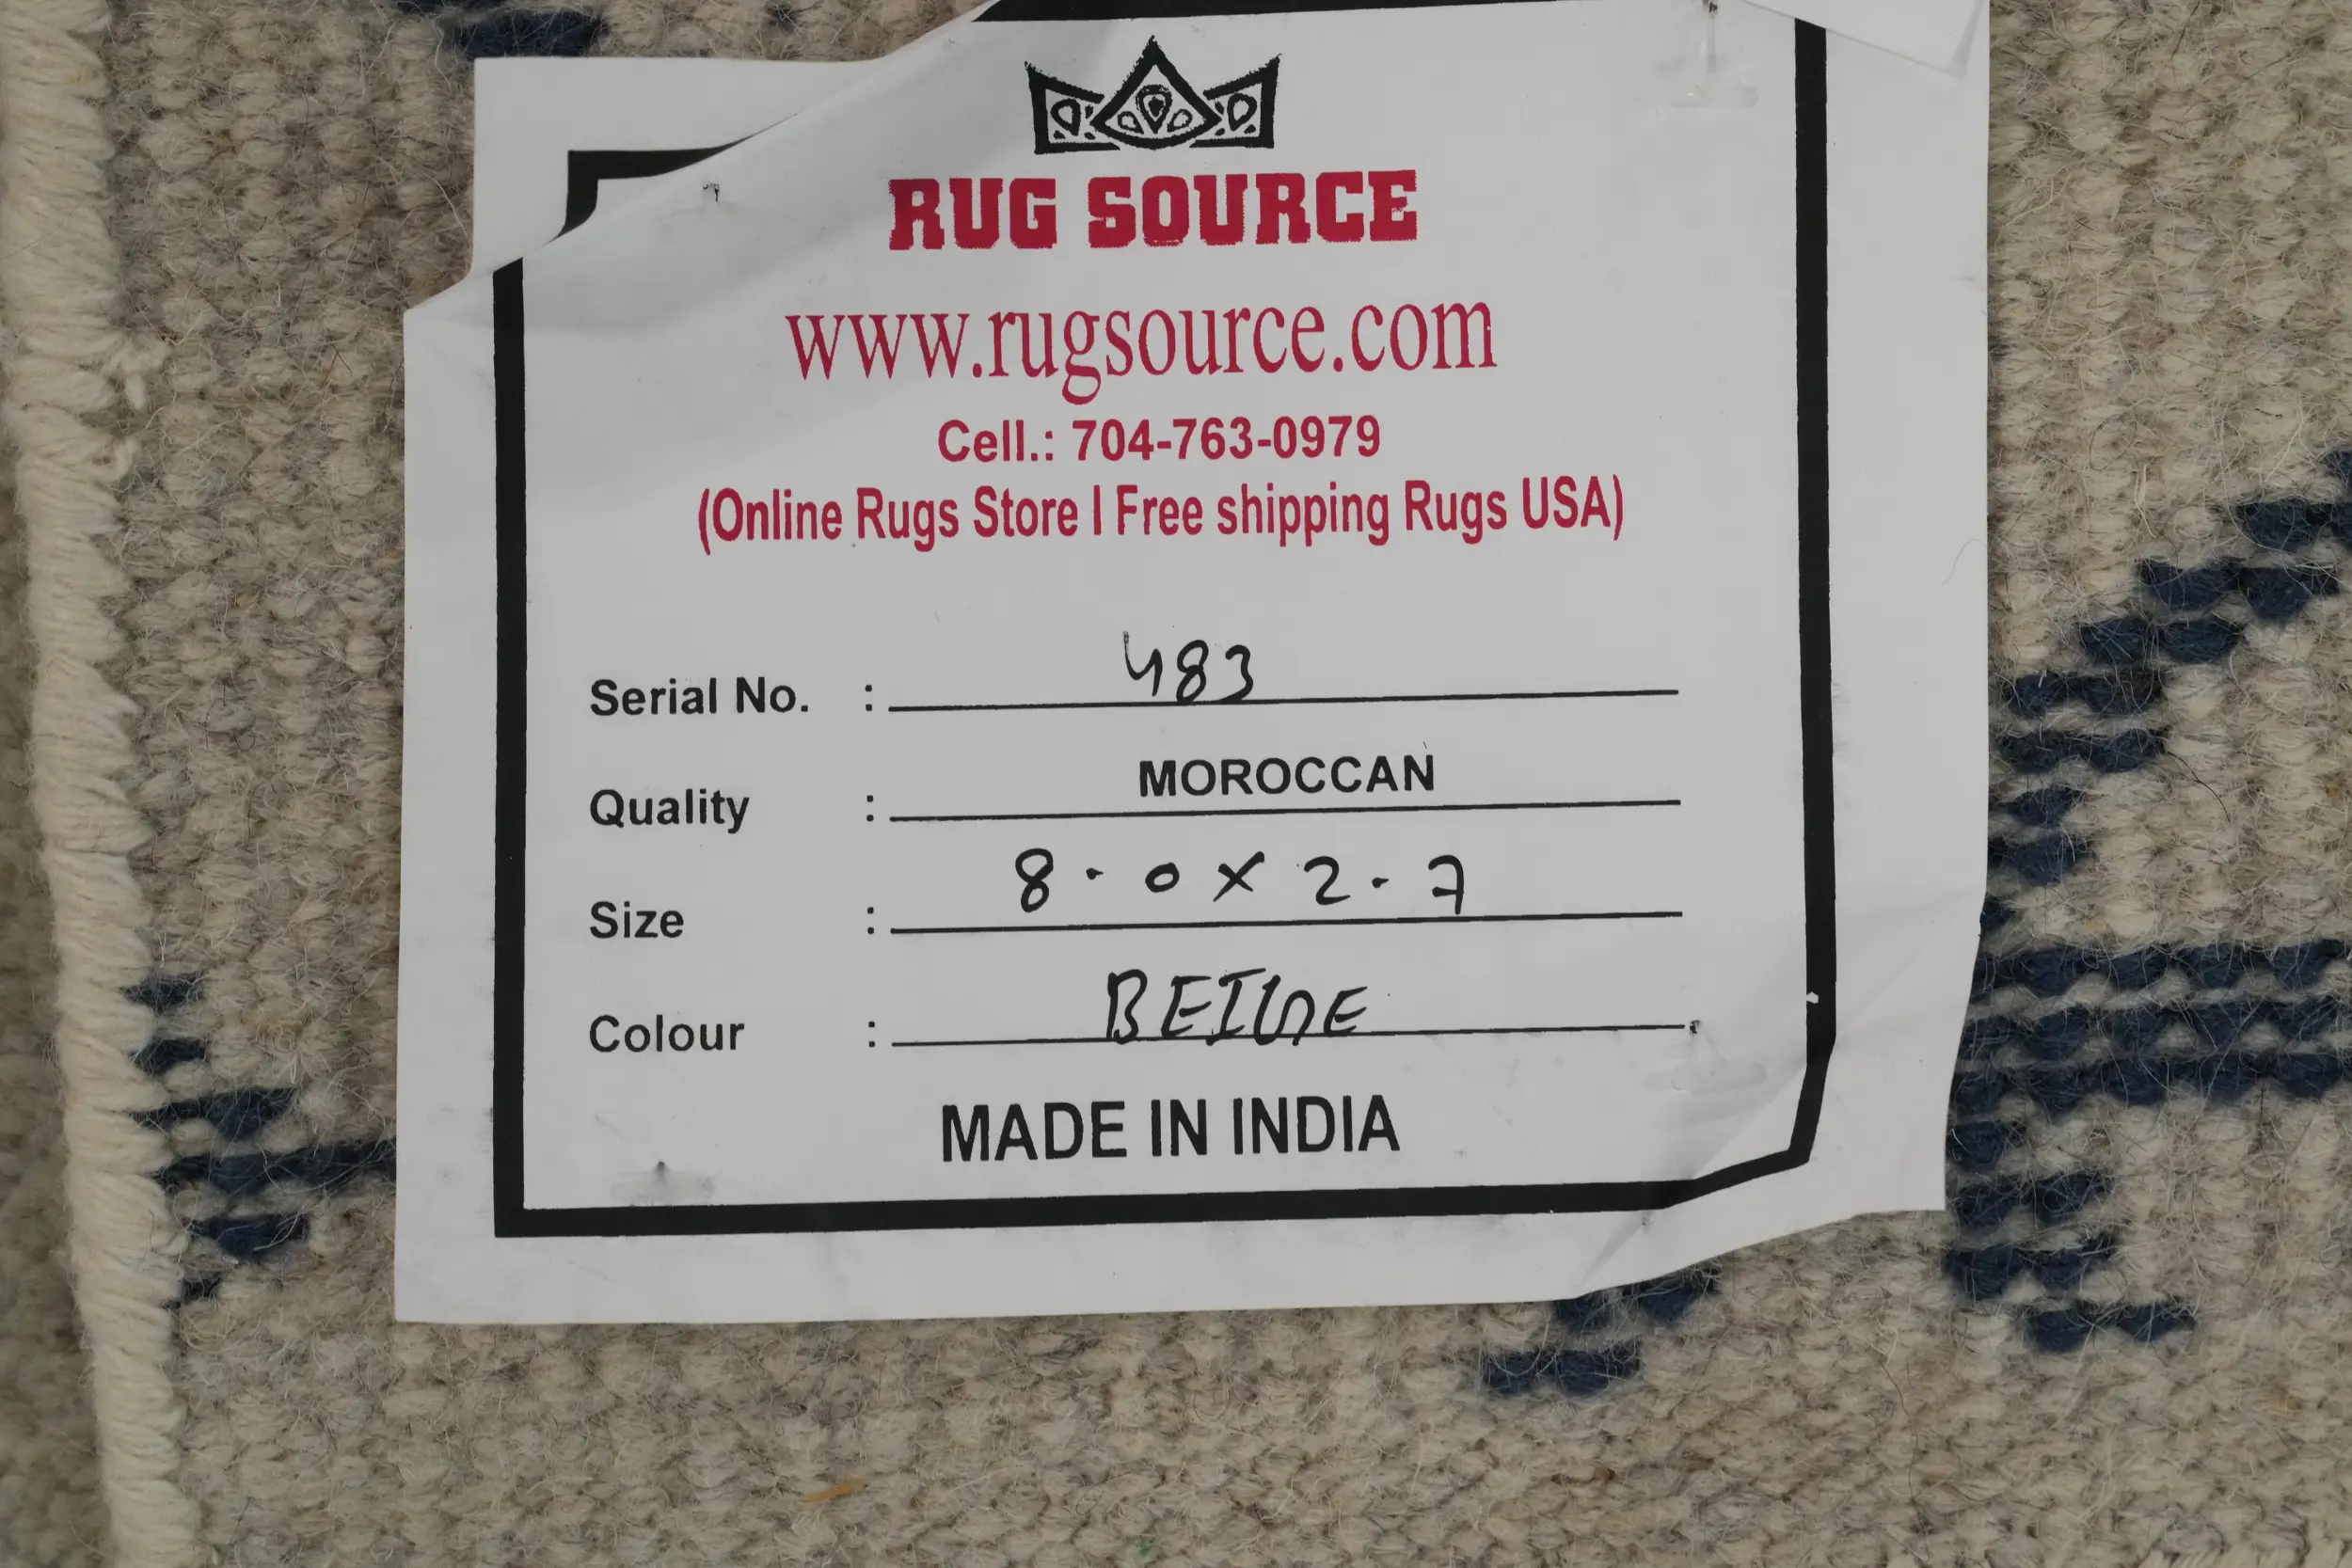 RUG SOURCE
www.rugsource.com
Cell.: 704-763-0979
(Online Rugs Store I Free shipping Rugs USA)
Serial No. : 483
Quality : MOROCCAN
Size : 8.0 X 2.7
Colour : BEIGE
MADE IN INDIA